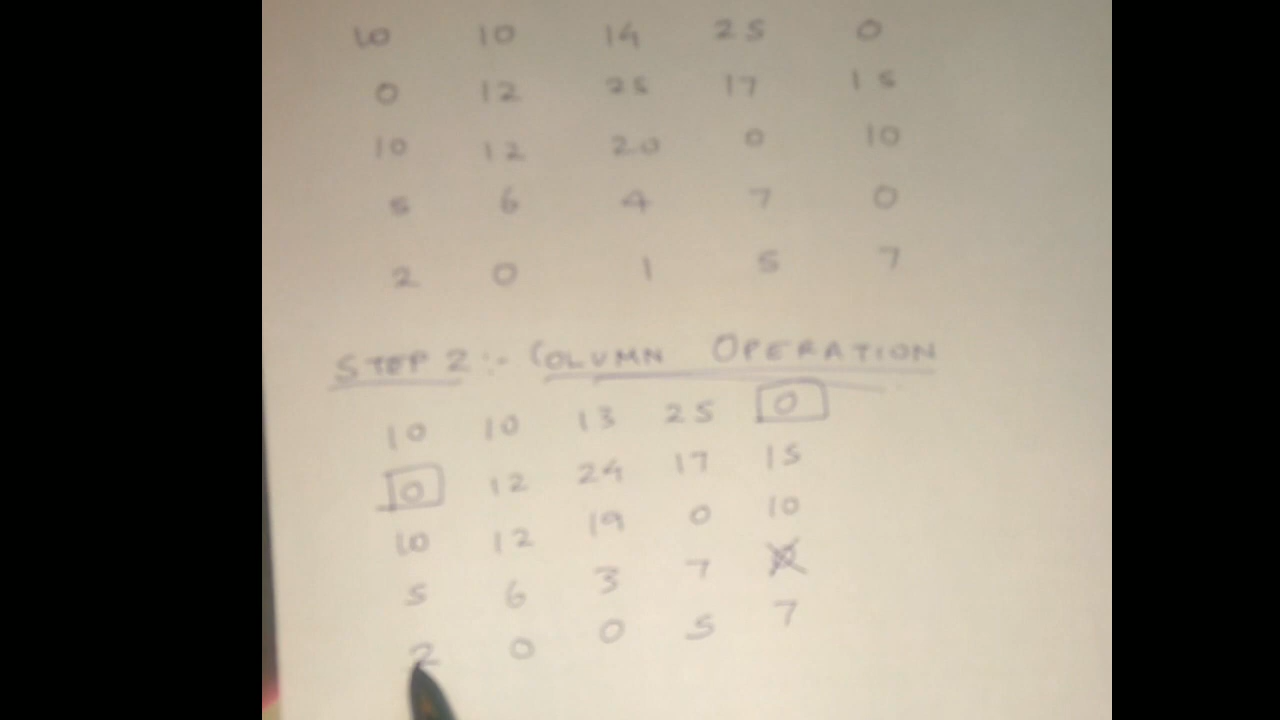 10 10 14 25 0
0 12 25 17 15
10 12 20 0 10
5 6 4 7 0
2 0 1 5 7
STEP 2:- COLUMN OPERATION
10 10 13 25 0
0 12 24 17 15
10 12 19 0 10
5 6 3 7 0
2 0 0 5 7